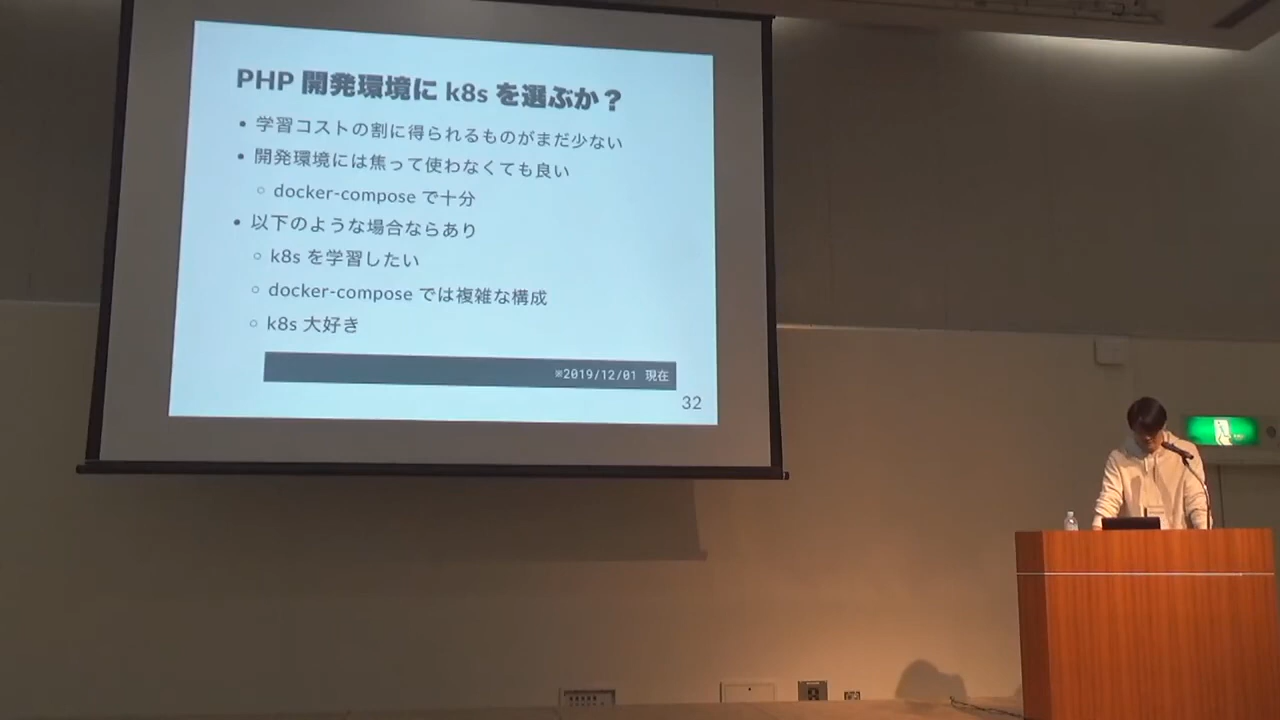 PHP 開発環境に k8s を選ぶか？
• 学習コストの割に得られるものがまだ少ない
• 開発環境には焦って使わなくても良い
○ docker-compose で十分
• 以下のような場合ならあり
○ k8s を学習したい
○ docker-compose では複雑な構成
○ k8s 大好き
※2019/12/01 現在
32